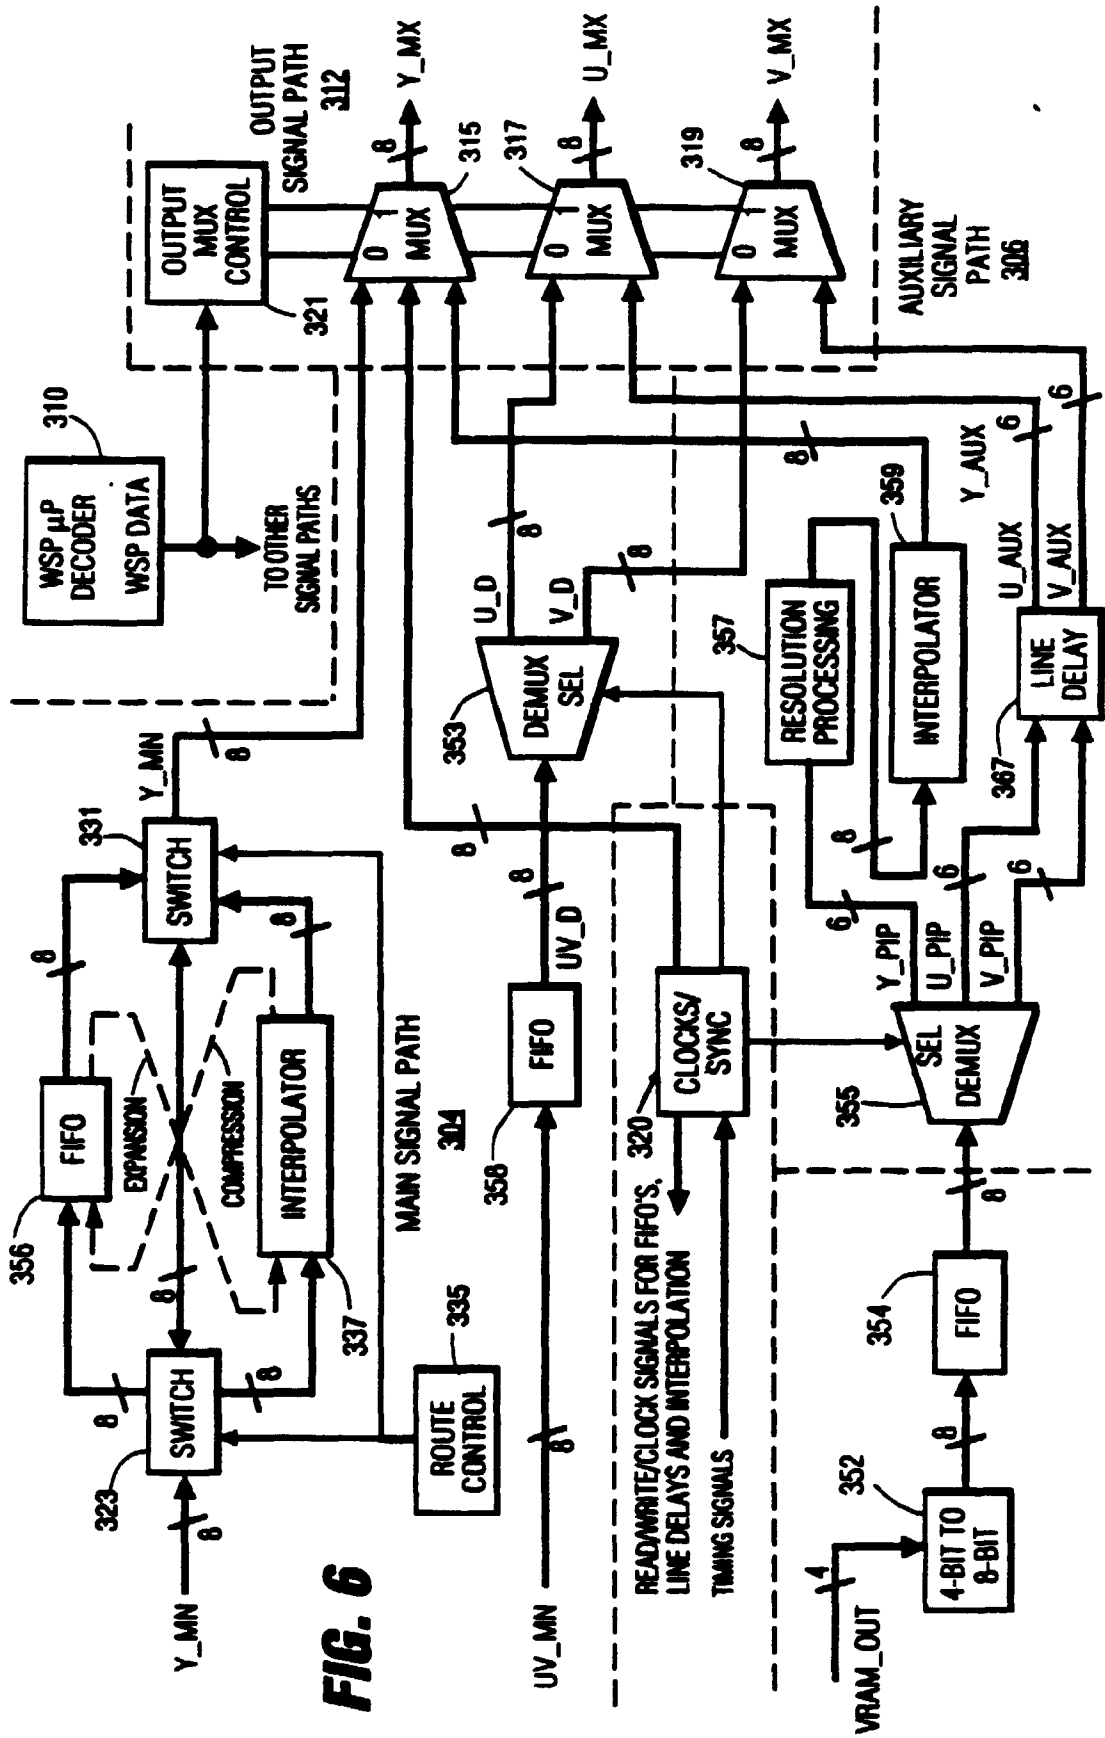 WSP µP
DECODER
WSP DATA
310
TO OTHER
SIGNAL PATHS
OUTPUT
MUX
CONTROL
321
OUTPUT
SIGNAL PATH
312
0
1
MUX
315
8
Y_MX
0
1
MUX
317
8
U_MX
0
1
MUX
319
8
V_MX
AUXILIARY
SIGNAL
PATH
306
Y_MN
8
SWITCH
323
8
8
8
FIFO
356
8
EXPANSION
COMPRESSION
INTERPOLATOR
337
8
SWITCH
331
Y_MN
8
MAIN SIGNAL PATH
304
ROUTE
CONTROL
335
FIG. 6
UV_MN
8
FIFO
358
UV_D
8
8
DEMUX
SEL
353
U_D
8
V_D
8
READ/WRITE/CLOCK SIGNALS FOR FIFO'S,
LINE DELAYS AND INTERPOLATION
TIMING SIGNALS
CLOCKS/
SYNC
320
VRAM_OUT
4
4-BIT TO
8-BIT
352
8
FIFO
354
8
SEL
DEMUX
355
Y_PIP
U_PIP
V_PIP
6
6
6
RESOLUTION
PROCESSING
357
8
INTERPOLATOR
359
8
Y_AUX
LINE
DELAY
367
U_AUX
V_AUX
6
6